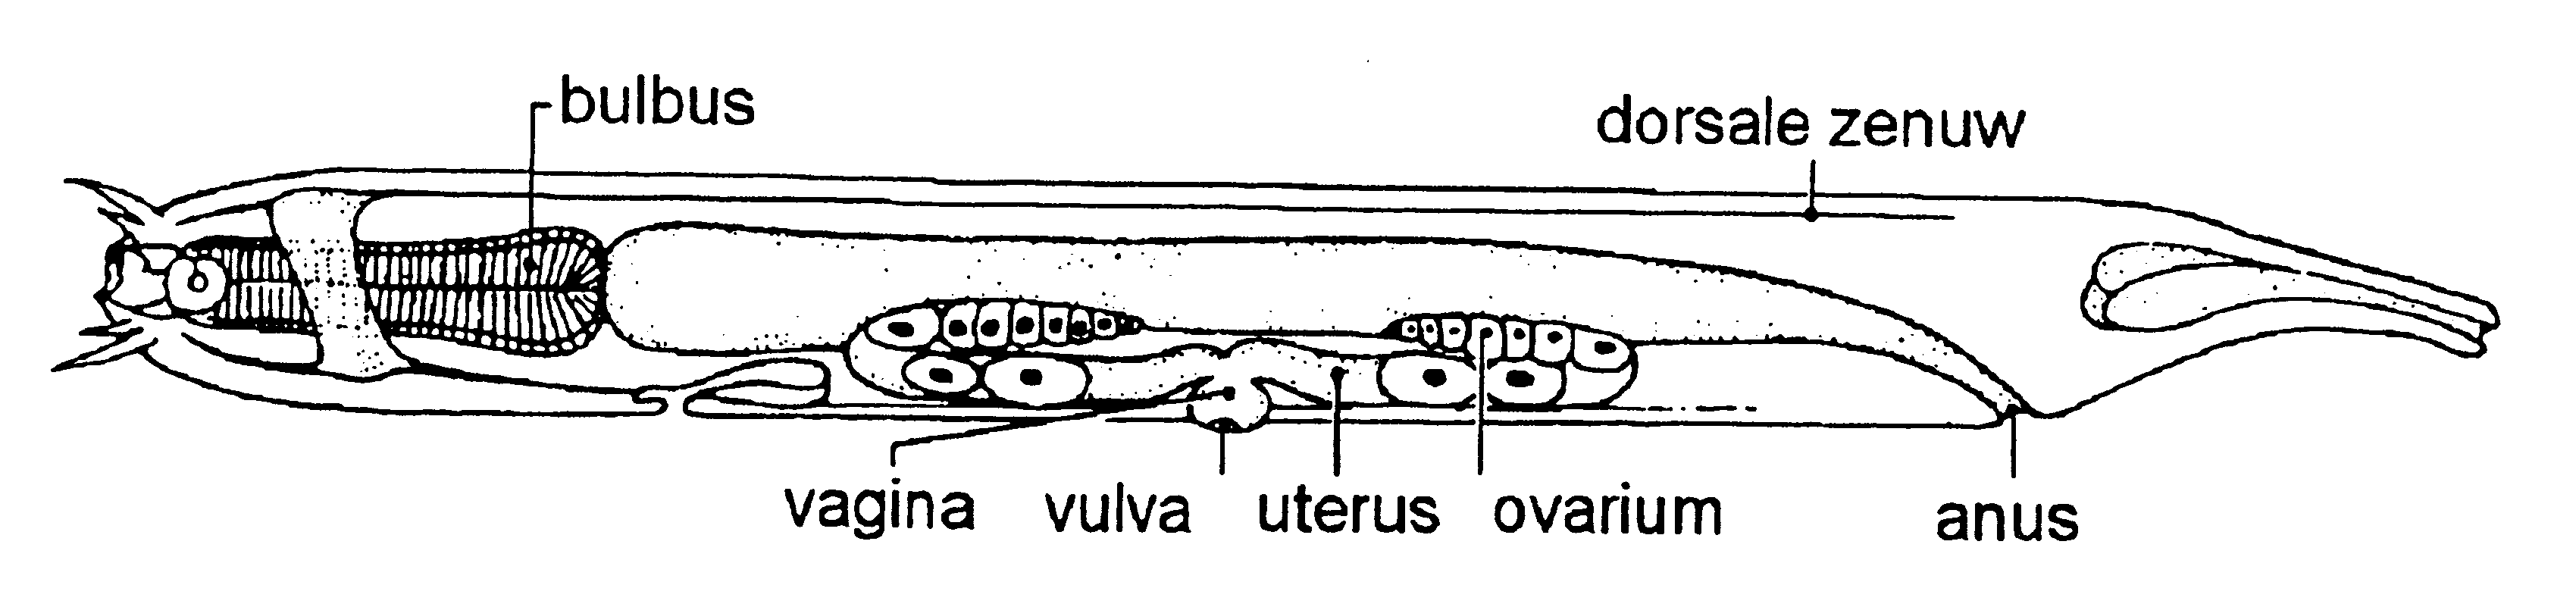 bulbus
dorsale zenuw
vagina
vulva
uterus
ovarium
anus